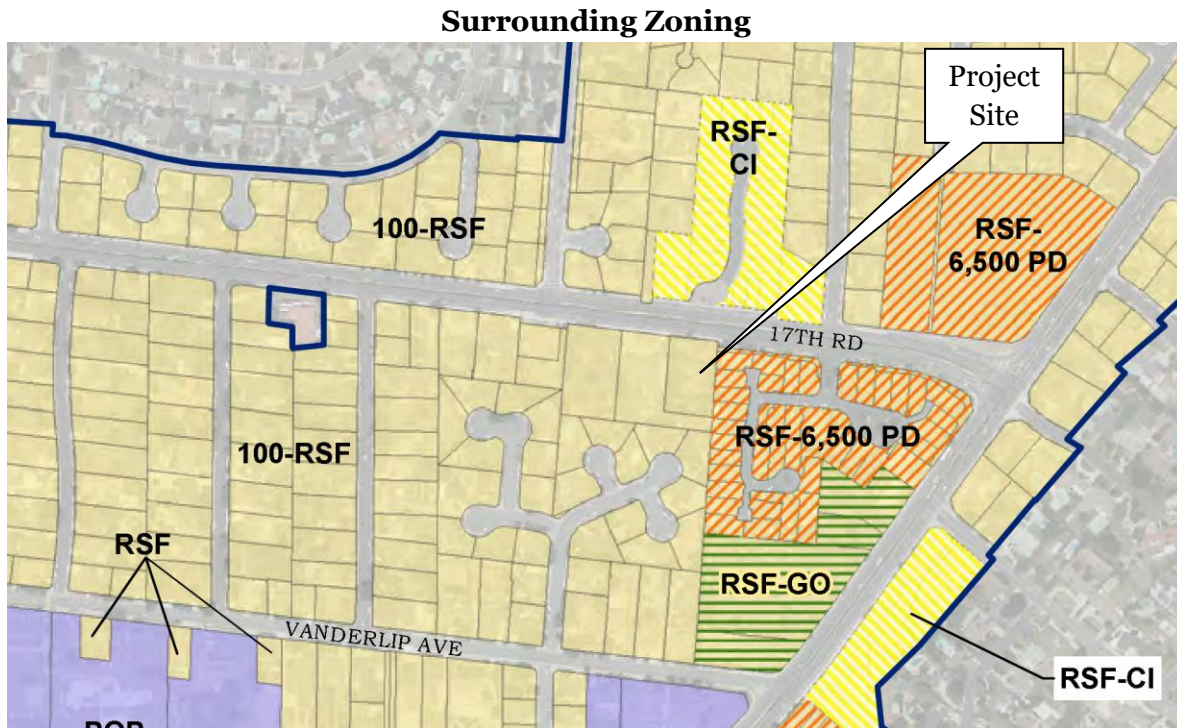 Surrounding Zoning
Project
Site
RSF-
CI
100-RSF
RSF-
6,500 PD
17TH RD
RSF-6,500 PD
100-RSF
RSF
RSF-GO
VANDERLIP AVE
RSF-CI